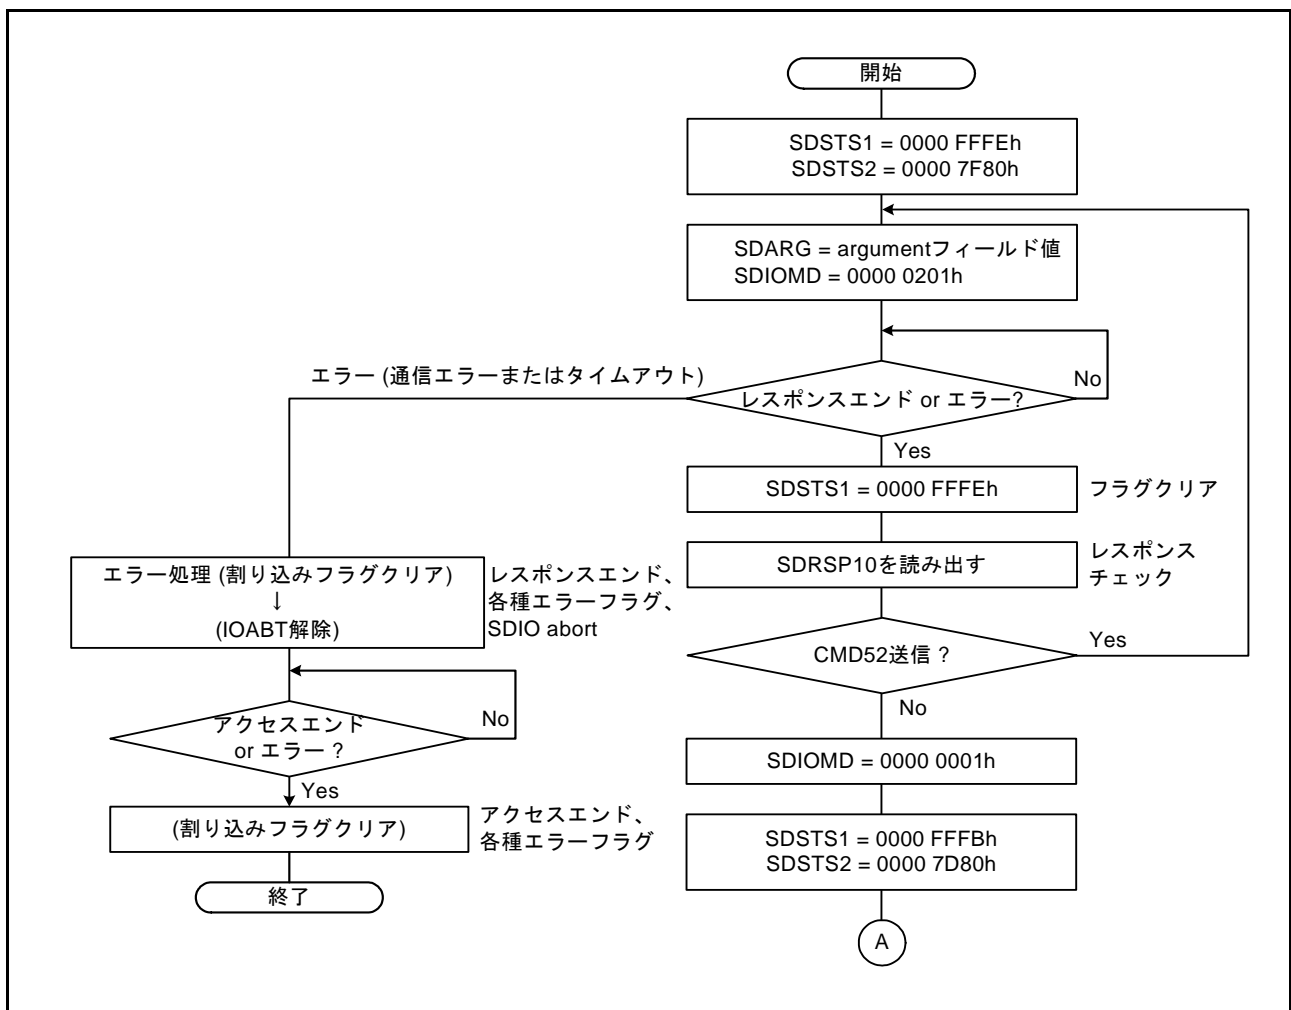 開始
SDSTS1 = 0000 FFFEh
SDSTS2 = 0000 7F80h
SDARG = argumentフィールド値
SDIOMD = 0000 0201h
エラー (通信エラーまたはタイムアウト)
レスポンスエンド or エラー?
No
Yes
SDSTS1 = 0000 FFFEh
フラグクリア
SDRSP10を読み出す
レスポンス
チェック
CMD52送信 ?
Yes
No
SDIOMD = 0000 0001h
SDSTS1 = 0000 FFFBh
SDSTS2 = 0000 7D80h
A
エラー処理 (割り込みフラグクリア)
↓
(IOABT解除)
レスポンスエンド、
各種エラーフラグ、
SDIO abort
アクセスエンド
or エラー ?
No
Yes
(割り込みフラグクリア)
アクセスエンド、
各種エラーフラグ
終了